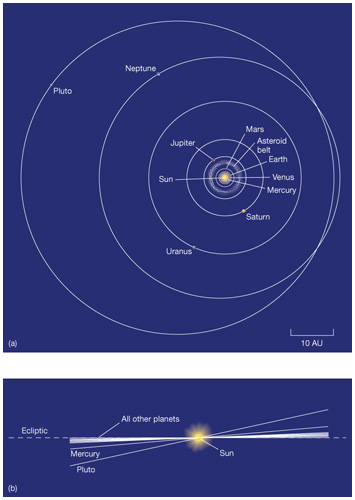 Neptune
Pluto
Mars
Asteroid
belt
Jupiter
Earth
Sun
Venus
Mercury
Saturn
Uranus
10 AU
(a)
All other planets
Ecliptic
Mercury
Sun
Pluto
(b)